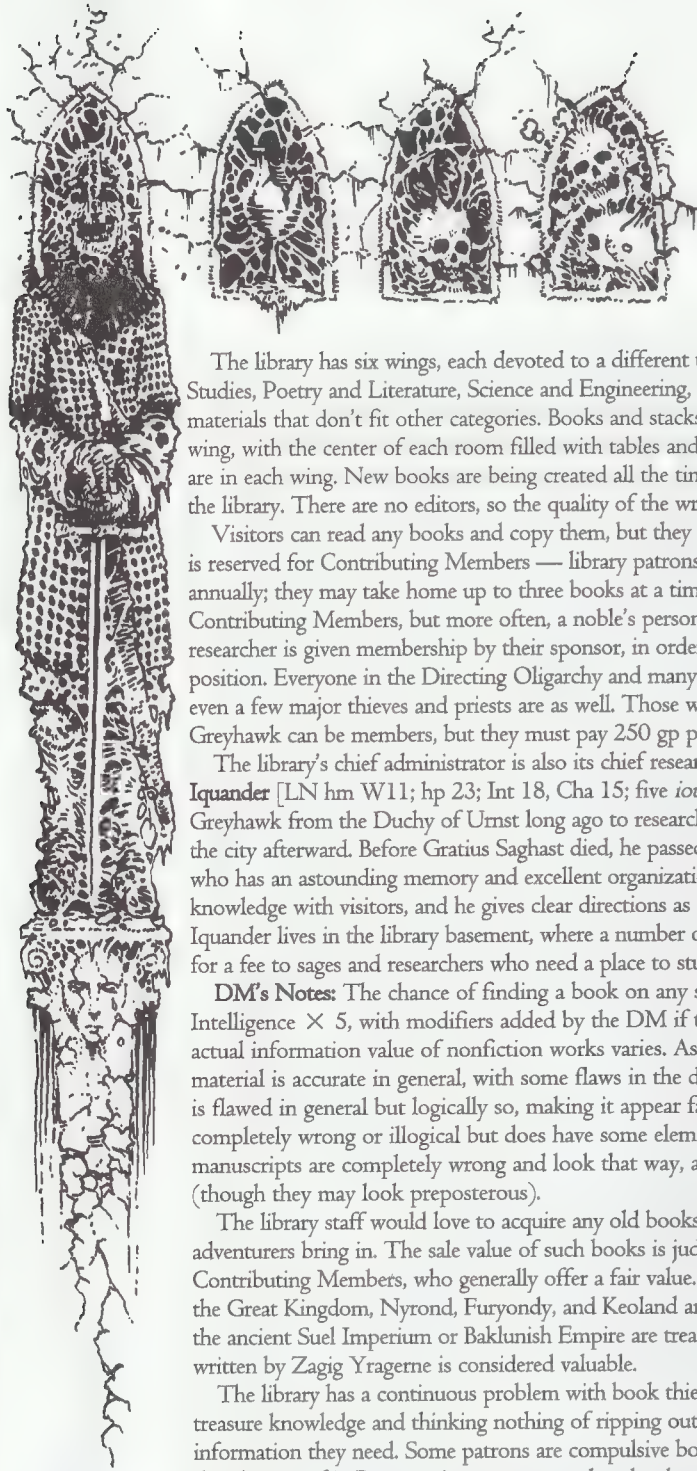 The library has six wings, each devoted to a different
Studies, Poetry and Literature, Science and Engineering,
materials that don't fit other categories. Books and stacks
wing, with the center of each room filled with tables and
are in each wing. New books are being created all the
the library. There are no editors, so the quality of the
Visitors can read any books and copy them, but they
is reserved for Contributing Members — library patrons
annually; they may take home up to three books at a
Contributing Members, but more often, a noble's
researcher is given membership by their sponsor, in
position. Everyone in the Directing Oligarchy and many
even a few major thieves and priests are as well. Those
Greyhawk can be members, but they must pay 250 gp
The library's chief administrator is also its chief
Iquander [LN hm W11; hp 23; Int 18, Cha 15; five
Greyhawk from the Duchy of Urnst long ago to
the city afterward. Before Gratius Saghast died, he passed
who has an astounding memory and excellent
knowledge with visitors, and he gives clear directions as
Iquander lives in the library basement, where a number
for a fee to sages and researchers who need a place to
DM's Notes: The chance of finding a book on any
Intelligence × 5, with modifiers added by the DM if
actual information value of nonfiction works varies. As
material is accurate in general, with some flaws in the
is flawed in general but logically so, making it appear
completely wrong or illogical but does have some
manuscripts are completely wrong and look that way,
(though they may look preposterous).
The library staff would love to acquire any old books
adventurers bring in. The sale value of such books is
Contributing Members, who generally offer a fair value.
the Great Kingdom, Nyrond, Furyondy, and Keoland
the ancient Suel Imperium or Baklunish Empire are
written by Zagig Yragerne is considered valuable.
The library has a continuous problem with book
treasure knowledge and thinking nothing of ripping out
information they need. Some patrons are compulsive